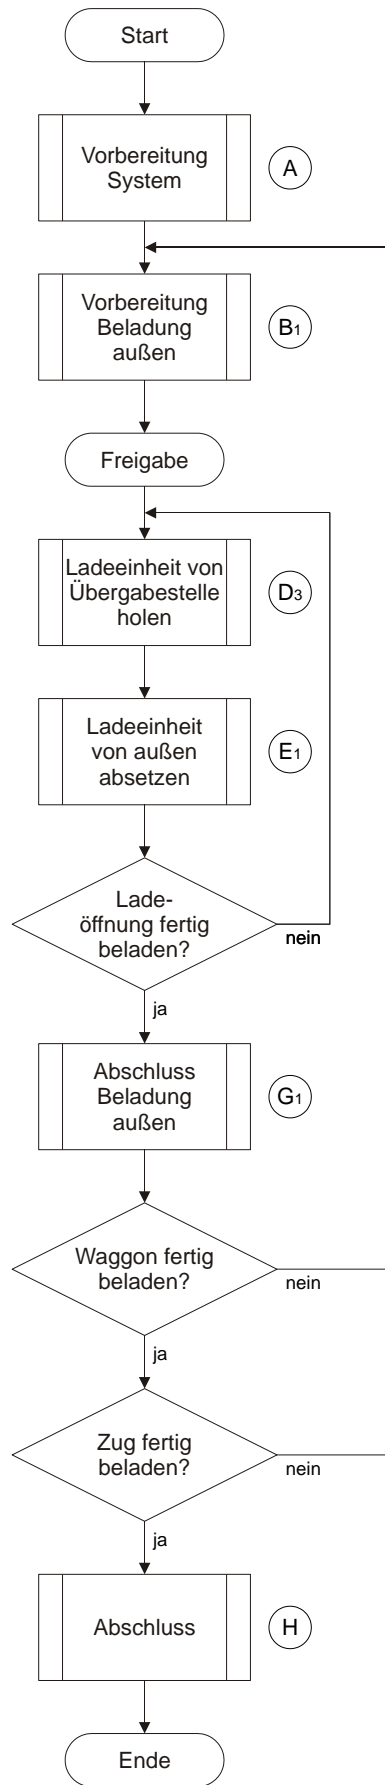 Start
Vorbereitung
System
A
Vorbereitung
Beladung
außen
B1
Freigabe
Ladeeinheit von
Übergabestelle
holen
D3
Ladeeinheit
von außen
absetzen
E1
Lade-
öffnung fertig
beladen?
nein
ja
Abschluss
Beladung
außen
G1
Waggon fertig
beladen?
nein
ja
Zug fertig
beladen?
nein
ja
Abschluss
H
Ende